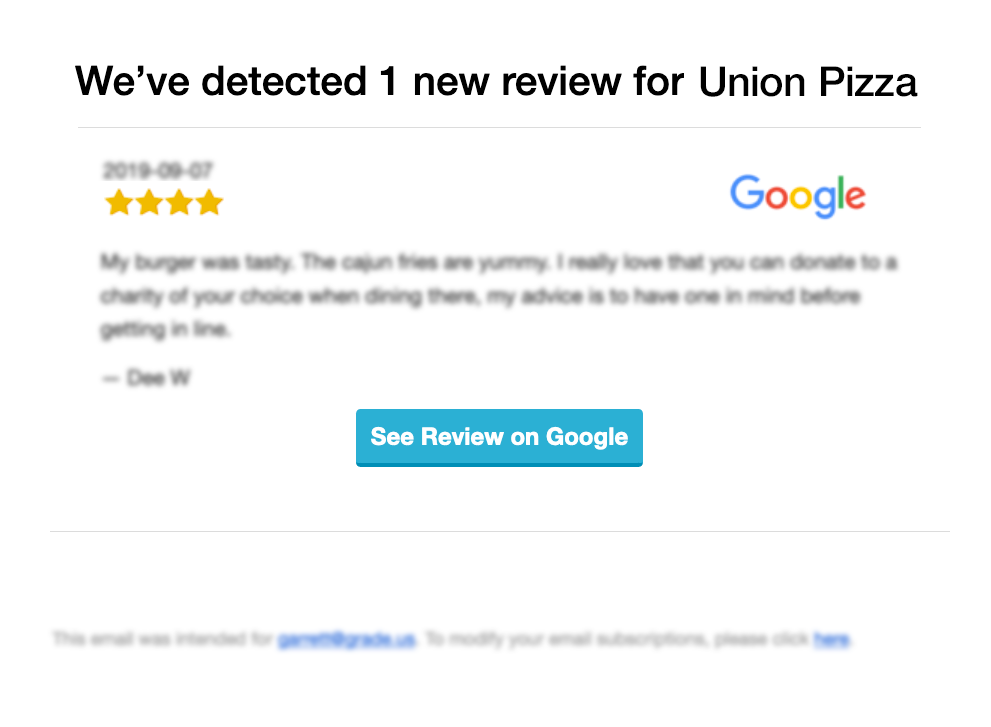 We’ve detected 1 new review for Union Pizza
2019-09-07
Google
My burger was tasty. The cajun fries are yummy. I really love that you can donate to a
charity of your choice when dining there, my advice is to have one in mind before
getting in line.
— Dee W
See Review on Google
This email was intended for garrett@grade.us. To modify your email subscriptions, please click here.